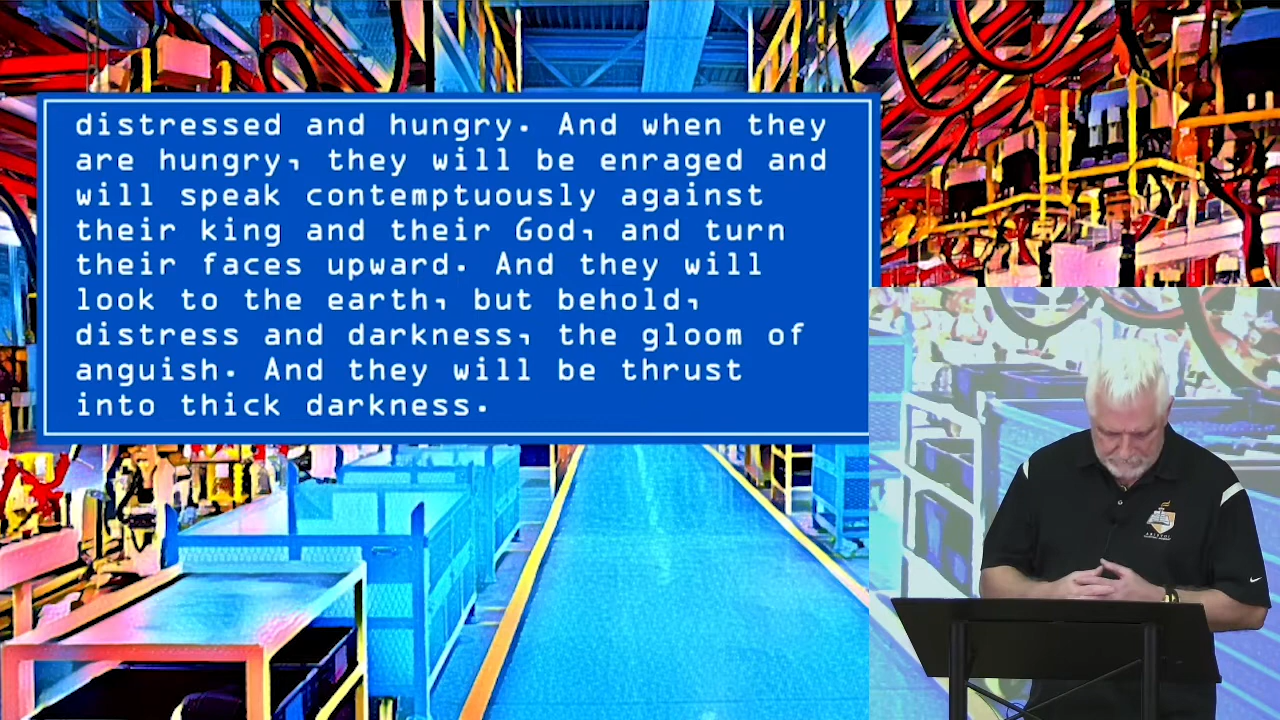 distressed and hungry. And when they
are hungry, they will be enraged and
will speak contemptuously against
their king and their God, and turn
their faces upward. And they will
look to the earth, but behold,
distress and darkness, the gloom of
anguish. And they will be thrust
into thick darkness.